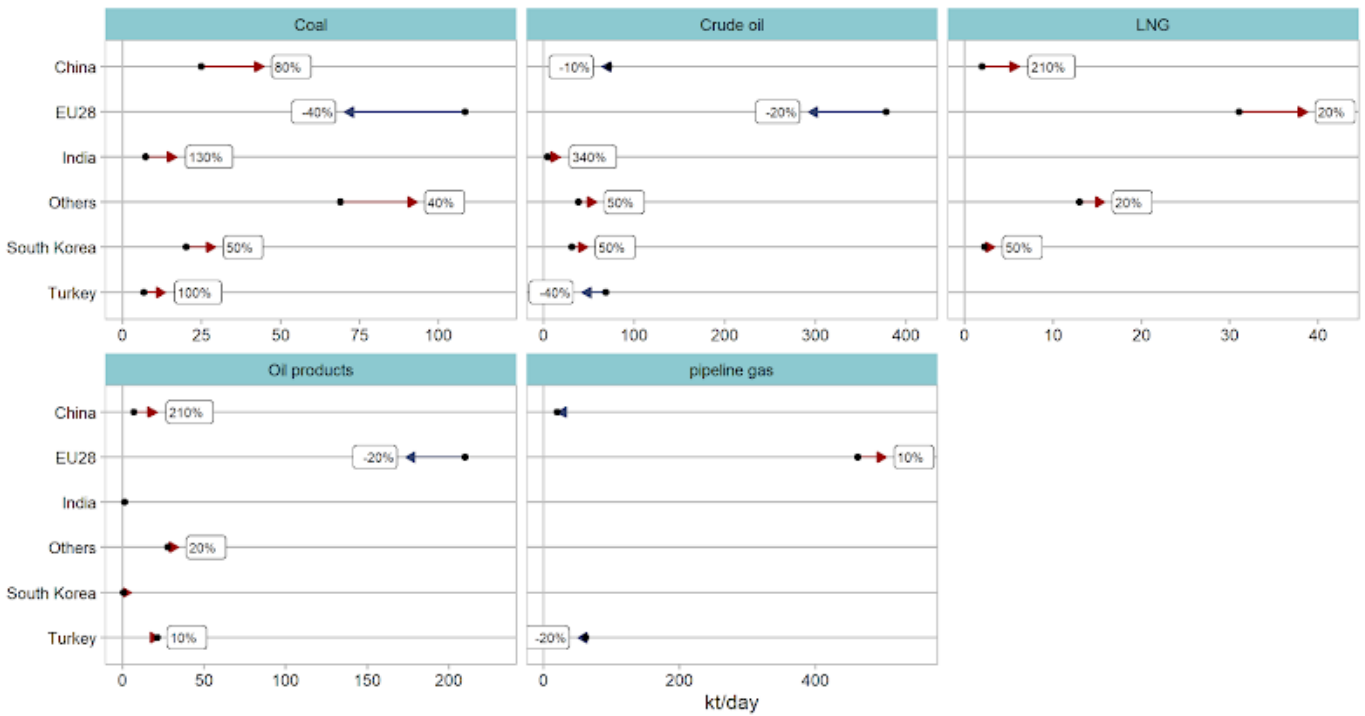 Coal Crude oil LNG
China 80% -10% 210%
EU28 -40% -20% 20%
India 130% 340%
Others 40% 50% 20%
South Korea 50% 50% 50%
Turkey 100% -40%
0 25 50 75 100 0 100 200 300 400 0 10 20 30 40
Oil products pipeline gas
China 210%
EU28 -20% 10%
India
Others 20%
South Korea
Turkey 10% -20%
0 50 100 150 200 0 200 400
kt/day